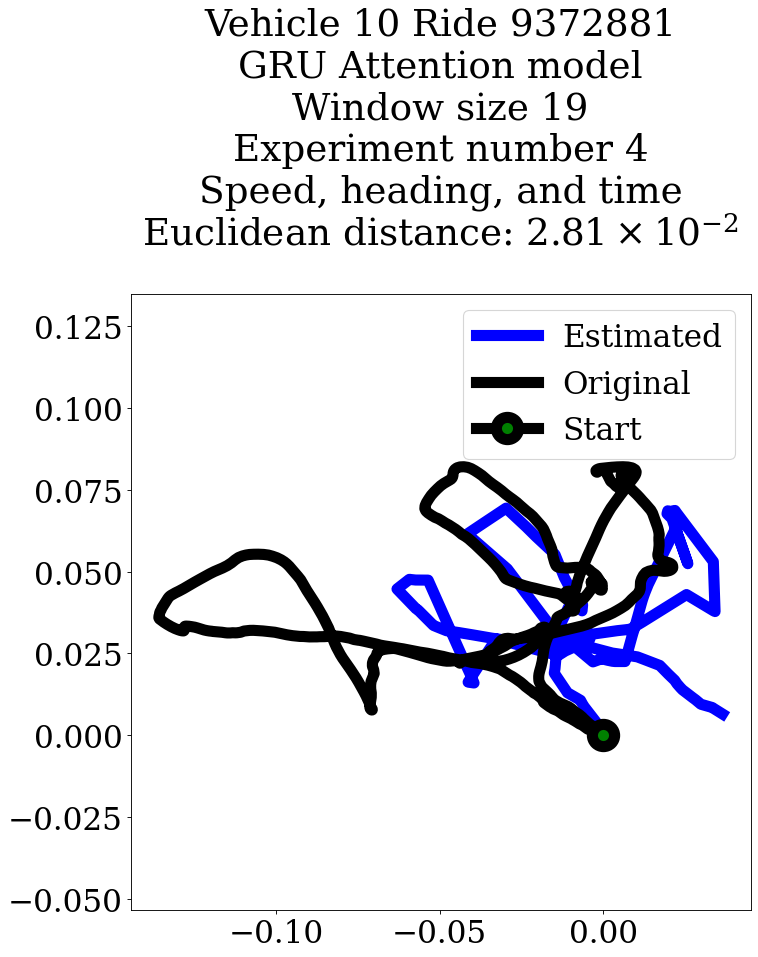 Vehicle 10 Ride 9372881
GRU Attention model
Window size 19
Experiment number 4
Speed, heading, and time
Euclidean distance: 2.81 × 10⁻²
Estimated
Original
Start
0.125
0.100
0.075
0.050
0.025
0.000
−0.025
−0.050
−0.10 −0.05 0.00